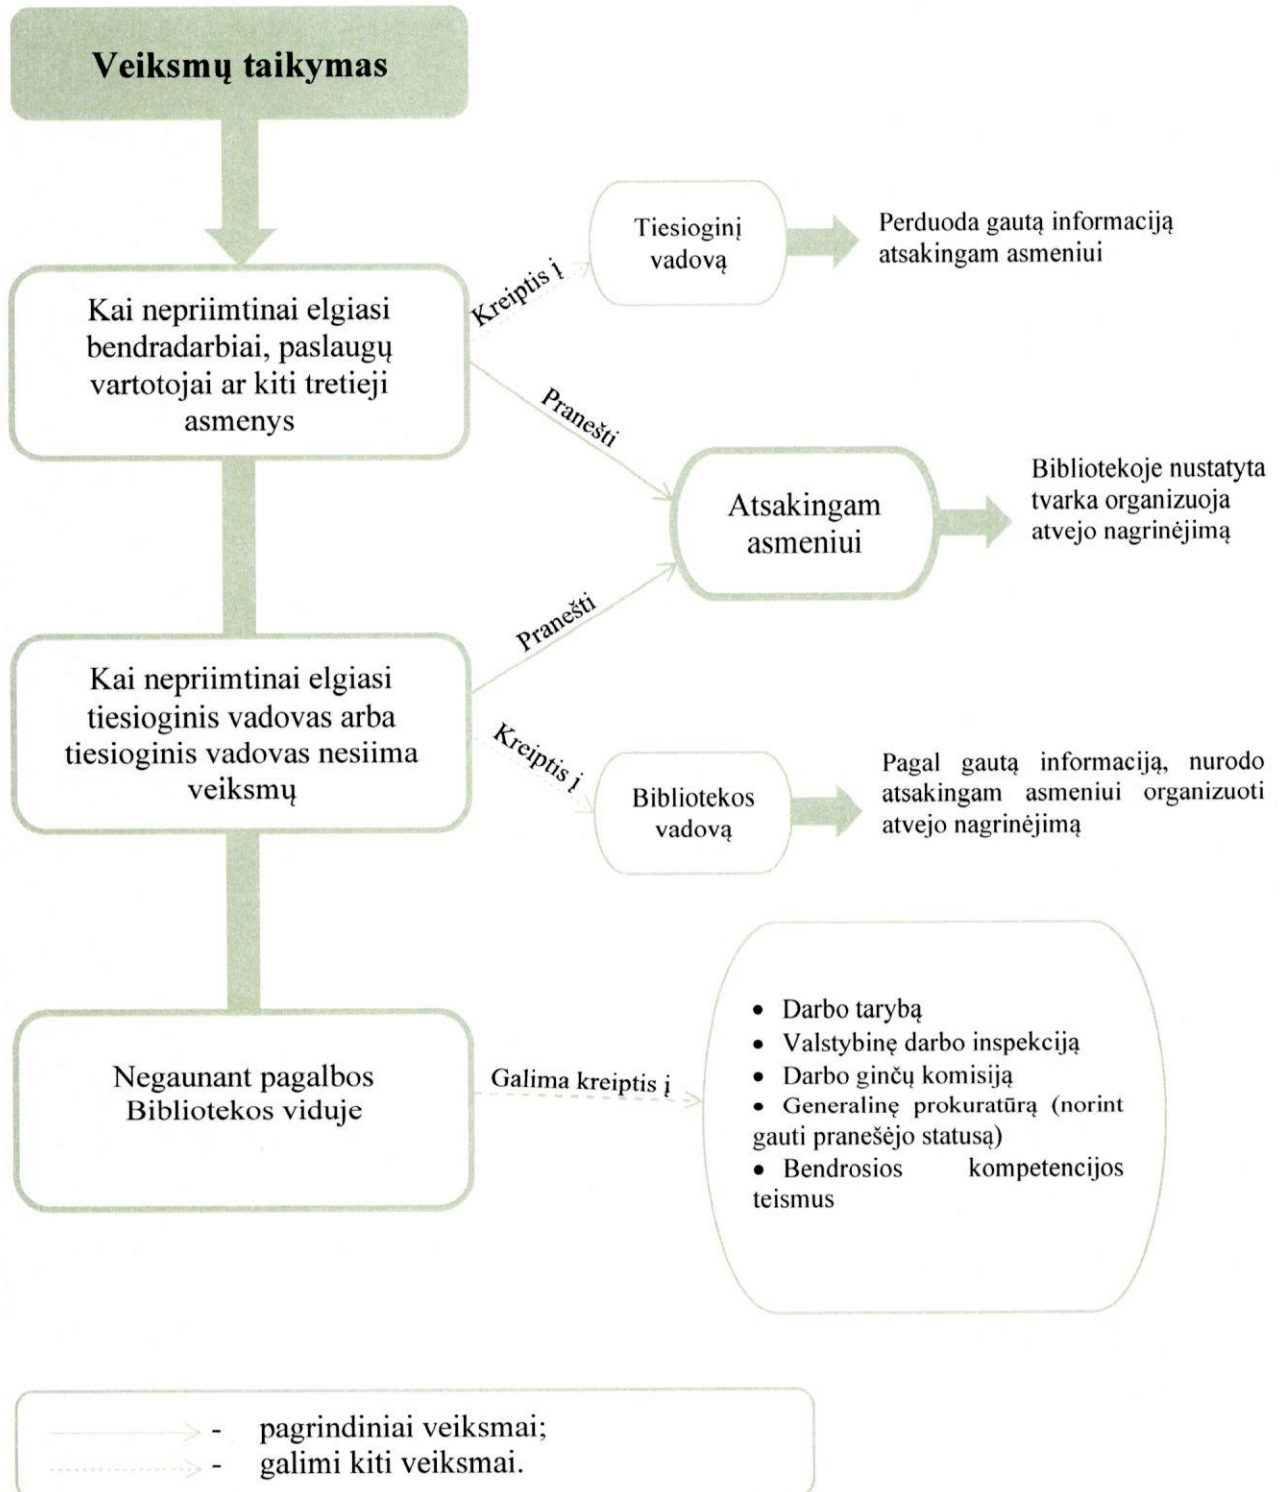 Veiksmų taikymas
Kai nepriimtinai elgiasi
bendradarbiai, paslaugų
vartotojai ar kiti tretieji
asmenys
Kreiptis į
Tiesioginį
vadovą
Perduoda gautą informaciją
atsakingam asmeniui
Pranešti
Atsakingam
asmeniui
Bibliotekoje nustatyta
tvarka organizuoja
atvejo nagrinėjimą
Pranešti
Kai nepriimtinai elgiasi
tiesioginis vadovas arba
tiesioginis vadovas nesiima
veiksmų
Kreiptis į
Bibliotekos
vadovą
Pagal gautą informaciją, nurodo
atsakingam asmeniui organizuoti
atvejo nagrinėjimą
Negaunant pagalbos
Bibliotekos viduje
Galima kreiptis į
• Darbo tarybą
• Valstybinę darbo inspekciją
• Darbo ginčų komisiją
• Generalinę prokuratūrą (norint
gauti pranešėjo statusą)
• Bendrosios kompetencijos
teismus
- pagrindiniai veiksmai;
- galimi kiti veiksmai.